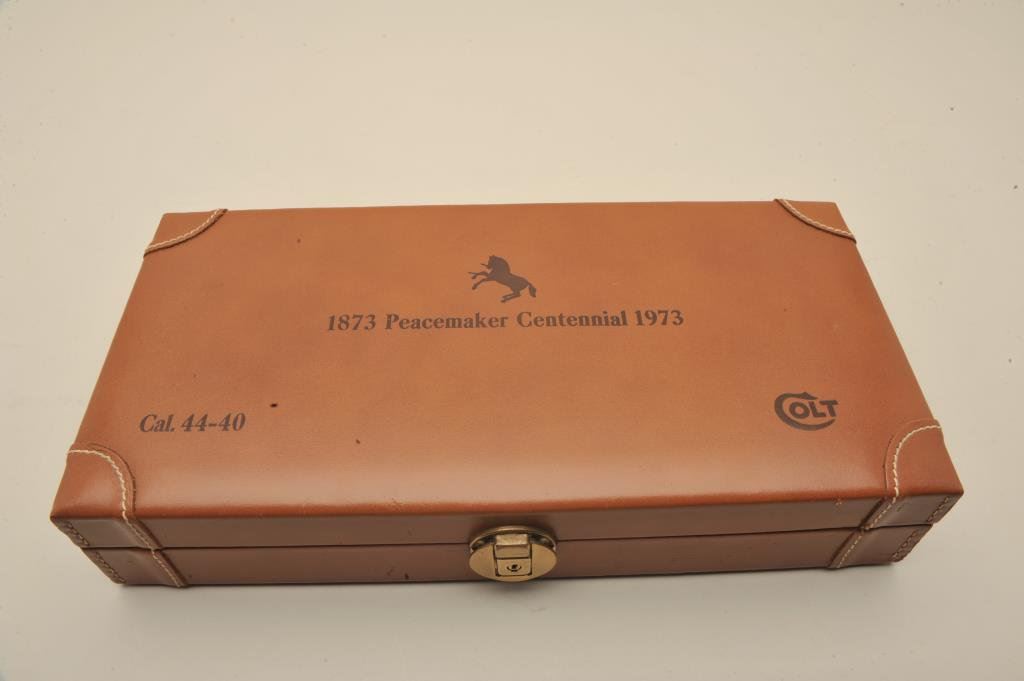 1873 Peacemaker Centennial 1973
Cal. 44-40
COLT